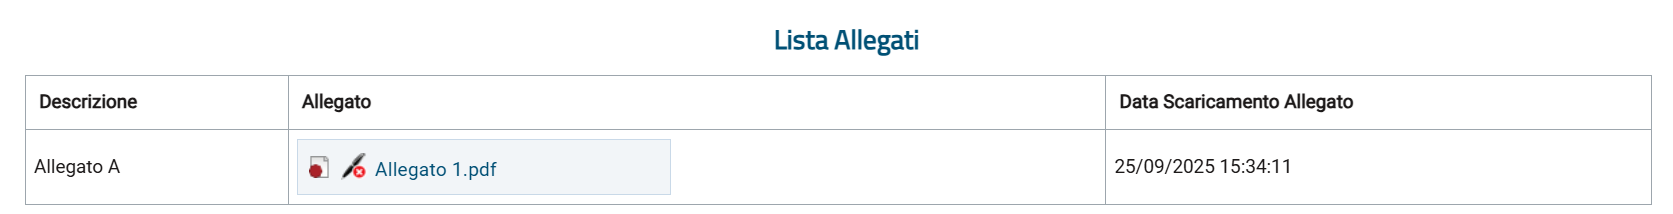 Lista Allegati
Descrizione
Allegato
Data Scaricamento Allegato
Allegato A
Allegato 1.pdf
25/09/2025 15:34:11